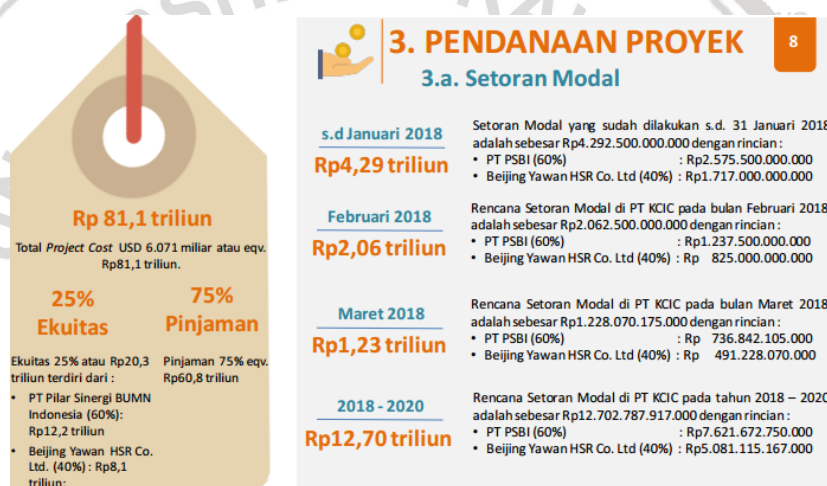 3. PENDANAAN PROYEK
8
3.a. Setoran Modal
Rp 81,1 triliun
Total Project Cost USD 6.071 miliar atau eqv.
Rp81,1 triliun.
25%
Ekuitas
75%
Pinjaman
Ekuitas 25% atau Rp20,3
triliun terdiri dari :
• PT Pilar Sinergi BUMN
Indonesia (60%):
Rp12,2 triliun
• Beijing Yawan HSR Co.
Ltd. (40%) : Rp8,1
triliun;
Pinjaman 75% eqv.
Rp60,8 triliun
s.d Januari 2018
Rp4,29 triliun
Setoran Modal yang sudah dilakukan s.d. 31 Januari 2018
adalah sebesar Rp4.292.500.000.000 dengan rincian :
• PT PSBI (60%) : Rp2.575.500.000.000
• Beijing Yawan HSR Co. Ltd (40%) : Rp1.717.000.000.000
Februari 2018
Rp2,06 triliun
Rencana Setoran Modal di PT KCIC pada bulan Februari 2018
adalah sebesar Rp2.062.500.000.000 dengan rincian :
• PT PSBI (60%) : Rp1.237.500.000.000
• Beijing Yawan HSR Co. Ltd (40%) : Rp 825.000.000.000
Maret 2018
Rp1,23 triliun
Rencana Setoran Modal di PT KCIC pada bulan Maret 2018
adalah sebesar Rp1.228.070.175.000 dengan rincian :
• PT PSBI (60%) : Rp 736.842.105.000
• Beijing Yawan HSR Co. Ltd (40%) : Rp 491.228.070.000
2018 - 2020
Rp12,70 triliun
Rencana Setoran Modal di PT KCIC pada tahun 2018 – 2020
adalah sebesar Rp12.702.787.917.000 dengan rincian :
• PT PSBI (60%) : Rp7.621.672.750.000
• Beijing Yawan HSR Co. Ltd (40%) : Rp5.081.115.167.000